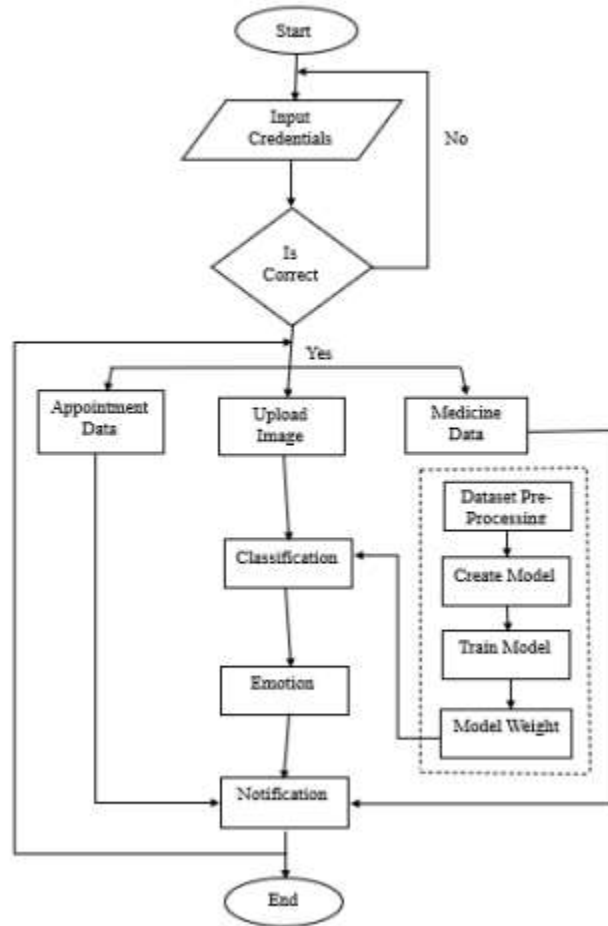 Start
Input
Credentials
No
Is
Correct
Yes
Appointment
Data
Upload
Image
Medicine
Data
Dataset Pre-
Processing
Classification
Create Model
Train Model
Emotion
Model Weight
Notification
End